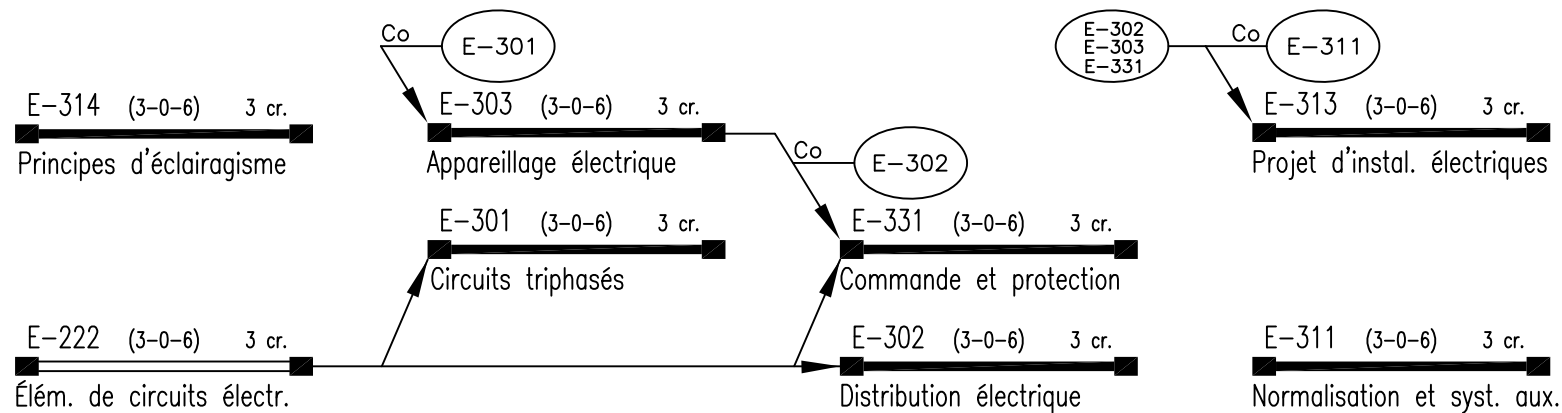 Co
E-301
E-302
E-303
E-331
Co
E-311
E-314 (3-0-6) 3 cr.
Principes d'éclairagisme
E-303 (3-0-6) 3 cr.
Appareillage électrique
E-313 (3-0-6) 3 cr.
Projet d'instal. électriques
Co
E-302
E-301 (3-0-6) 3 cr.
Circuits triphasés
E-331 (3-0-6) 3 cr.
Commande et protection
E-222 (3-0-6) 3 cr.
Élém. de circuits électr.
E-302 (3-0-6) 3 cr.
Distribution électrique
E-311 (3-0-6) 3 cr.
Normalisation et syst. aux.